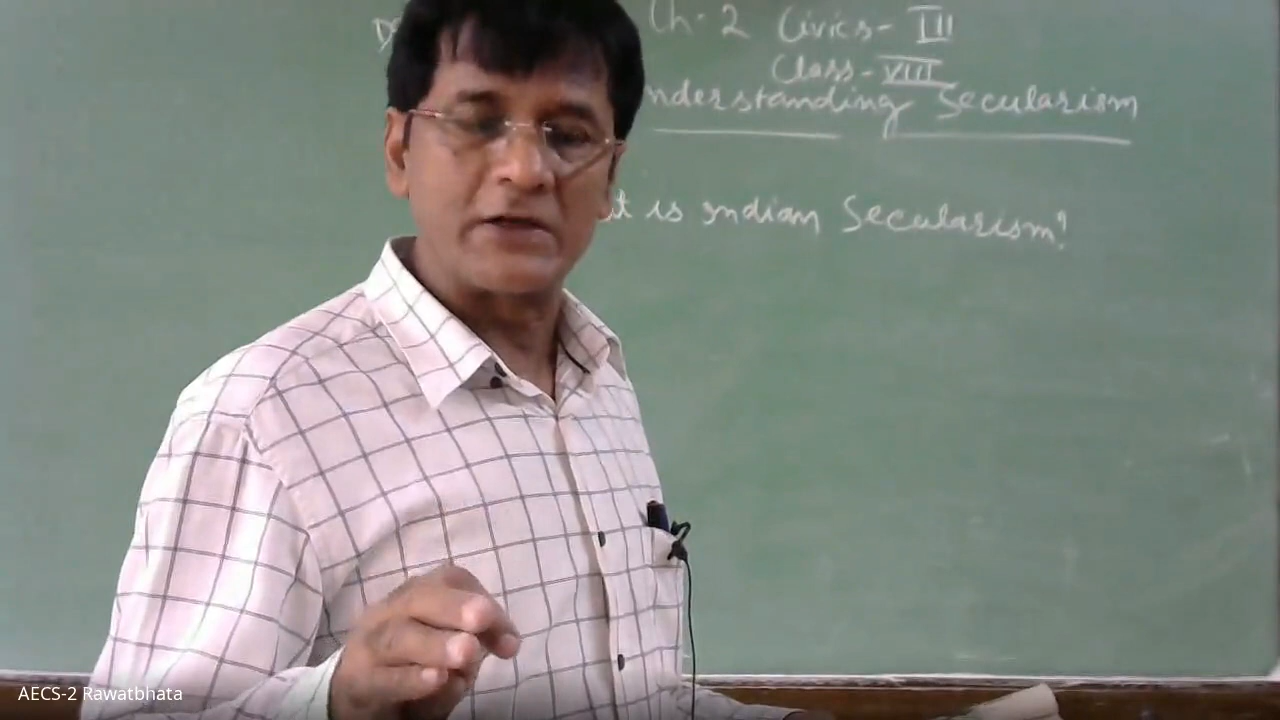 Ch. 2 Civics - III
Class - VIII
nderstanding Secularism
t is Indian Secularism?
AECS-2 Rawatbhata